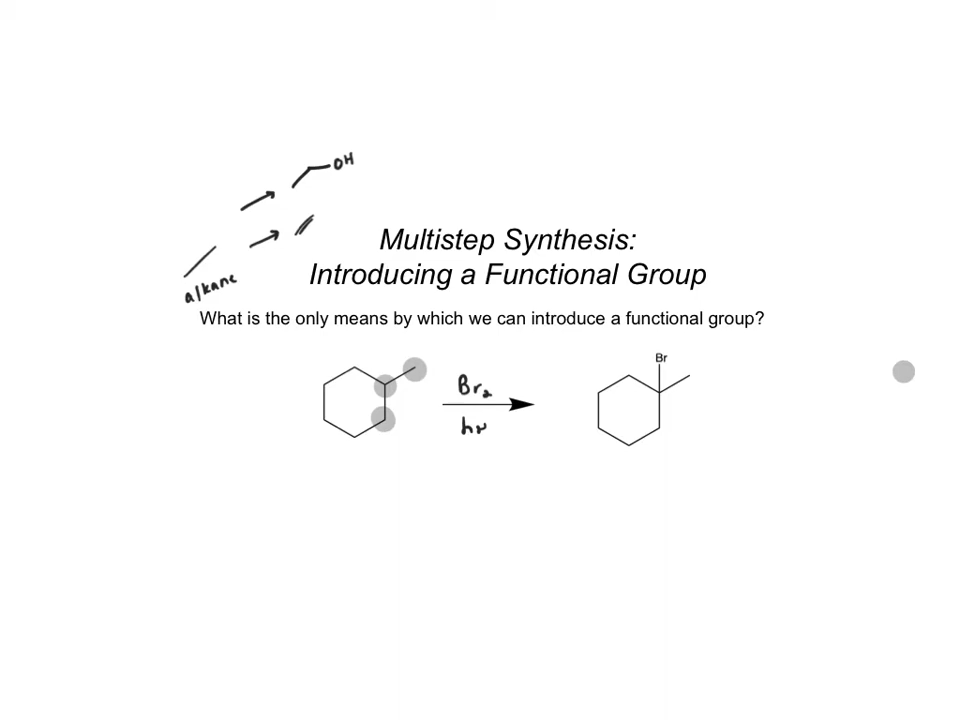 OH
alkane
Multistep Synthesis:
Introducing a Functional Group
What is the only means by which we can introduce a functional group?
Br
Br₂
hν